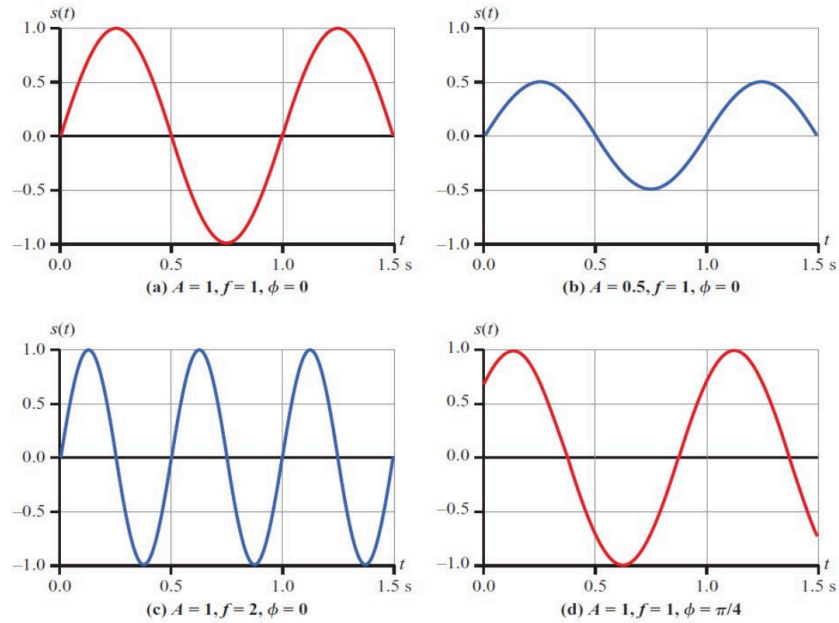 s(t)
1.0
0.5
0.0
–0.5
–1.0
t
0.0 0.5 1.0 1.5 s
(a) A = 1, f = 1, ϕ = 0
s(t)
1.0
0.5
0.0
–0.5
–1.0
t
0.0 0.5 1.0 1.5 s
(b) A = 0.5, f = 1, ϕ = 0
s(t)
1.0
0.5
0.0
–0.5
–1.0
t
0.0 0.5 1.0 1.5 s
(c) A = 1, f = 2, ϕ = 0
s(t)
1.0
0.5
0.0
–0.5
–1.0
t
0.0 0.5 1.0 1.5 s
(d) A = 1, f = 1, ϕ = π/4